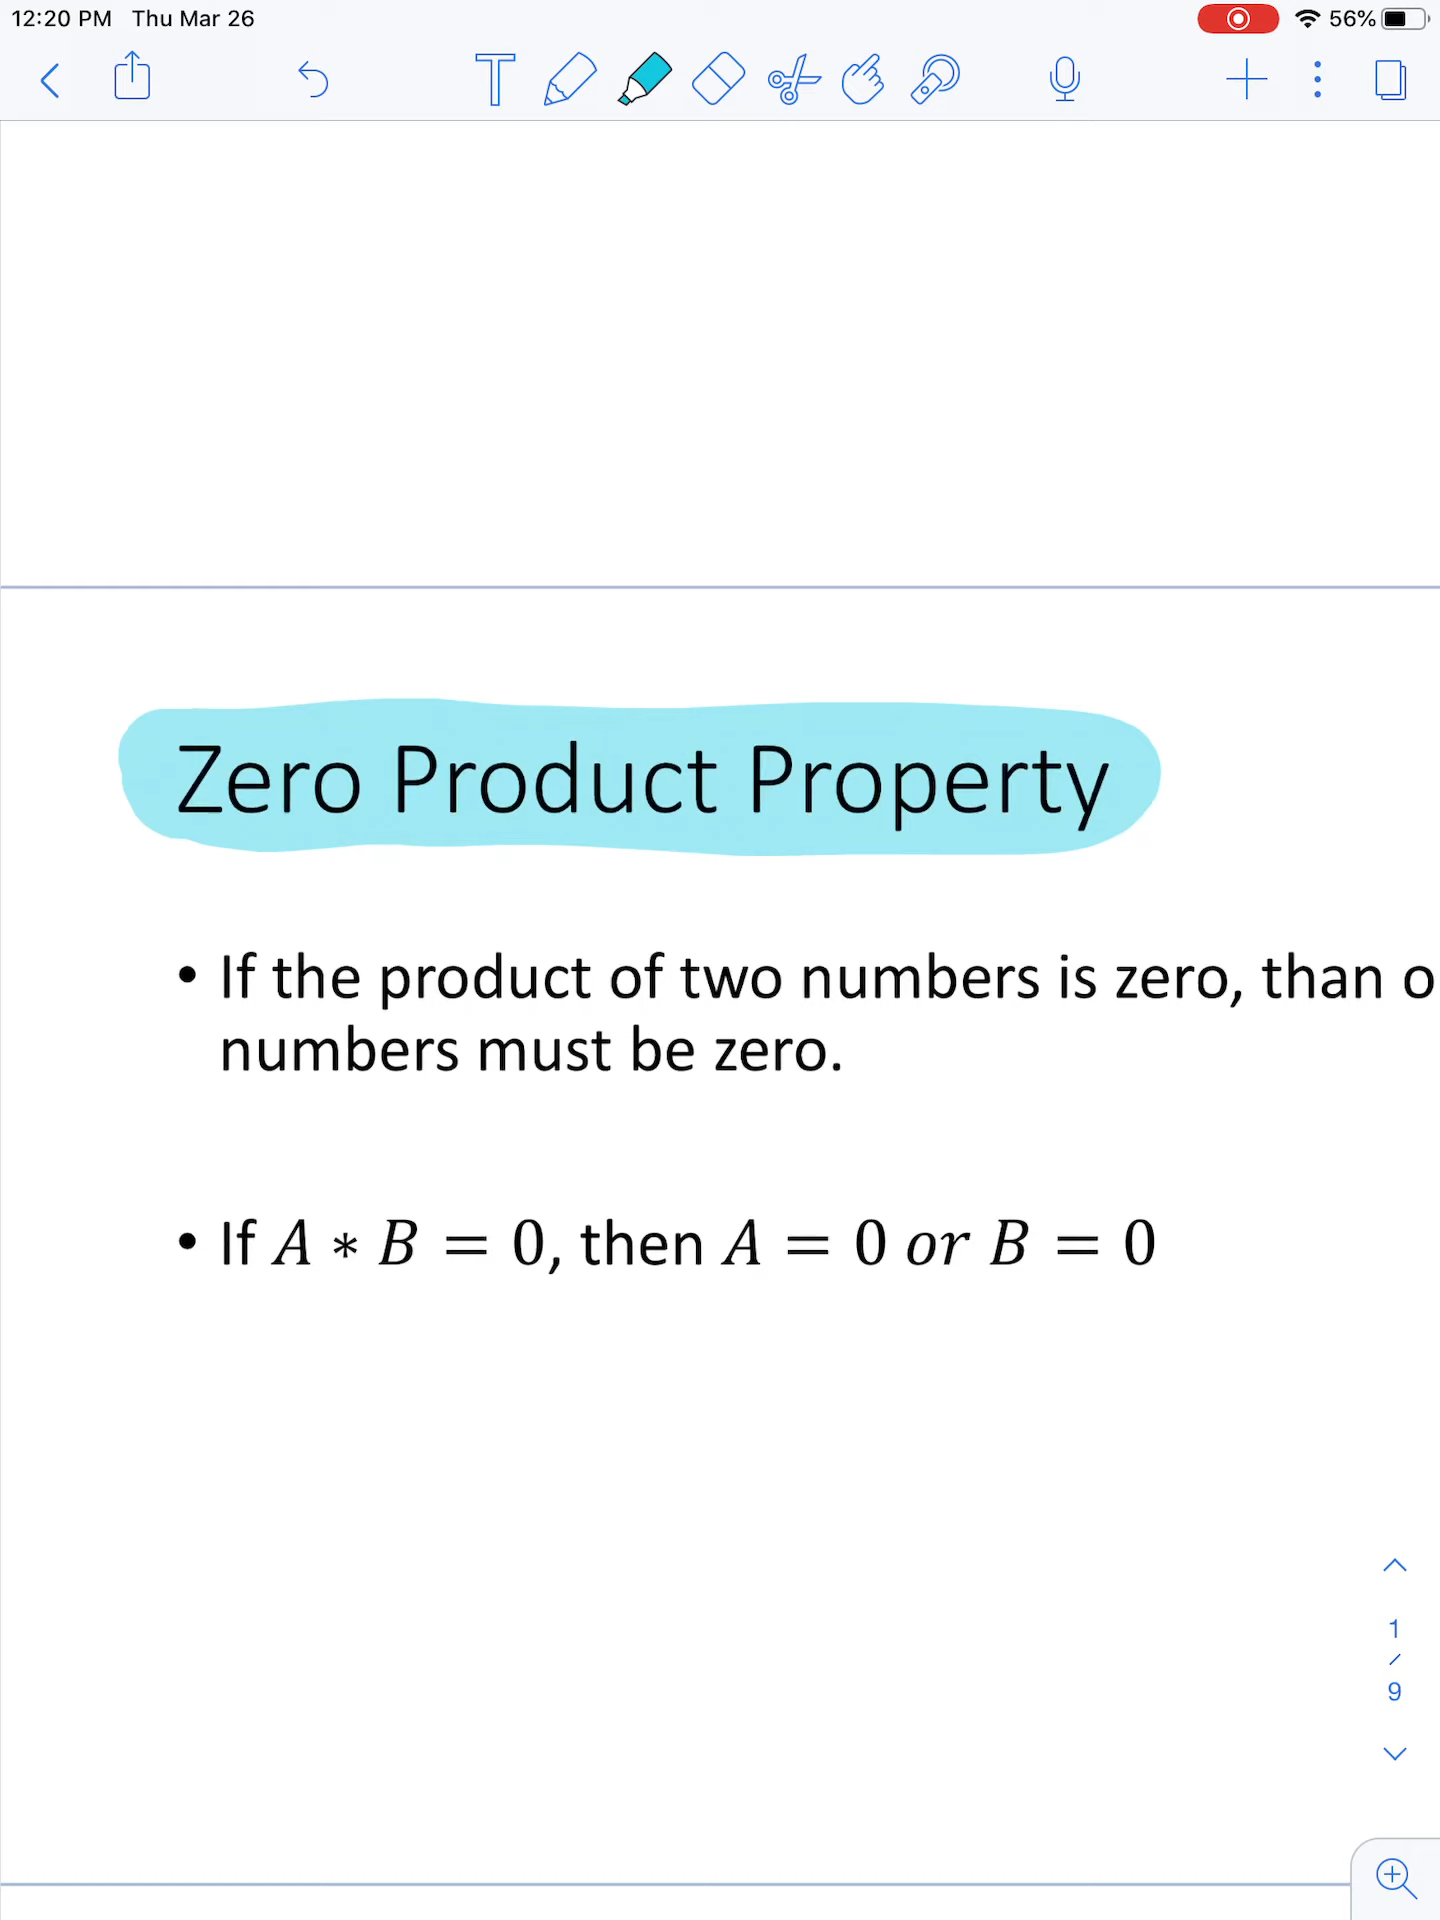 12:20 PM Thu Mar 26 56%
T
Zero Product Property
• If the product of two numbers is zero, than o
numbers must be zero.
• If A ∗ B = 0, then A = 0 or B = 0
1
/
9